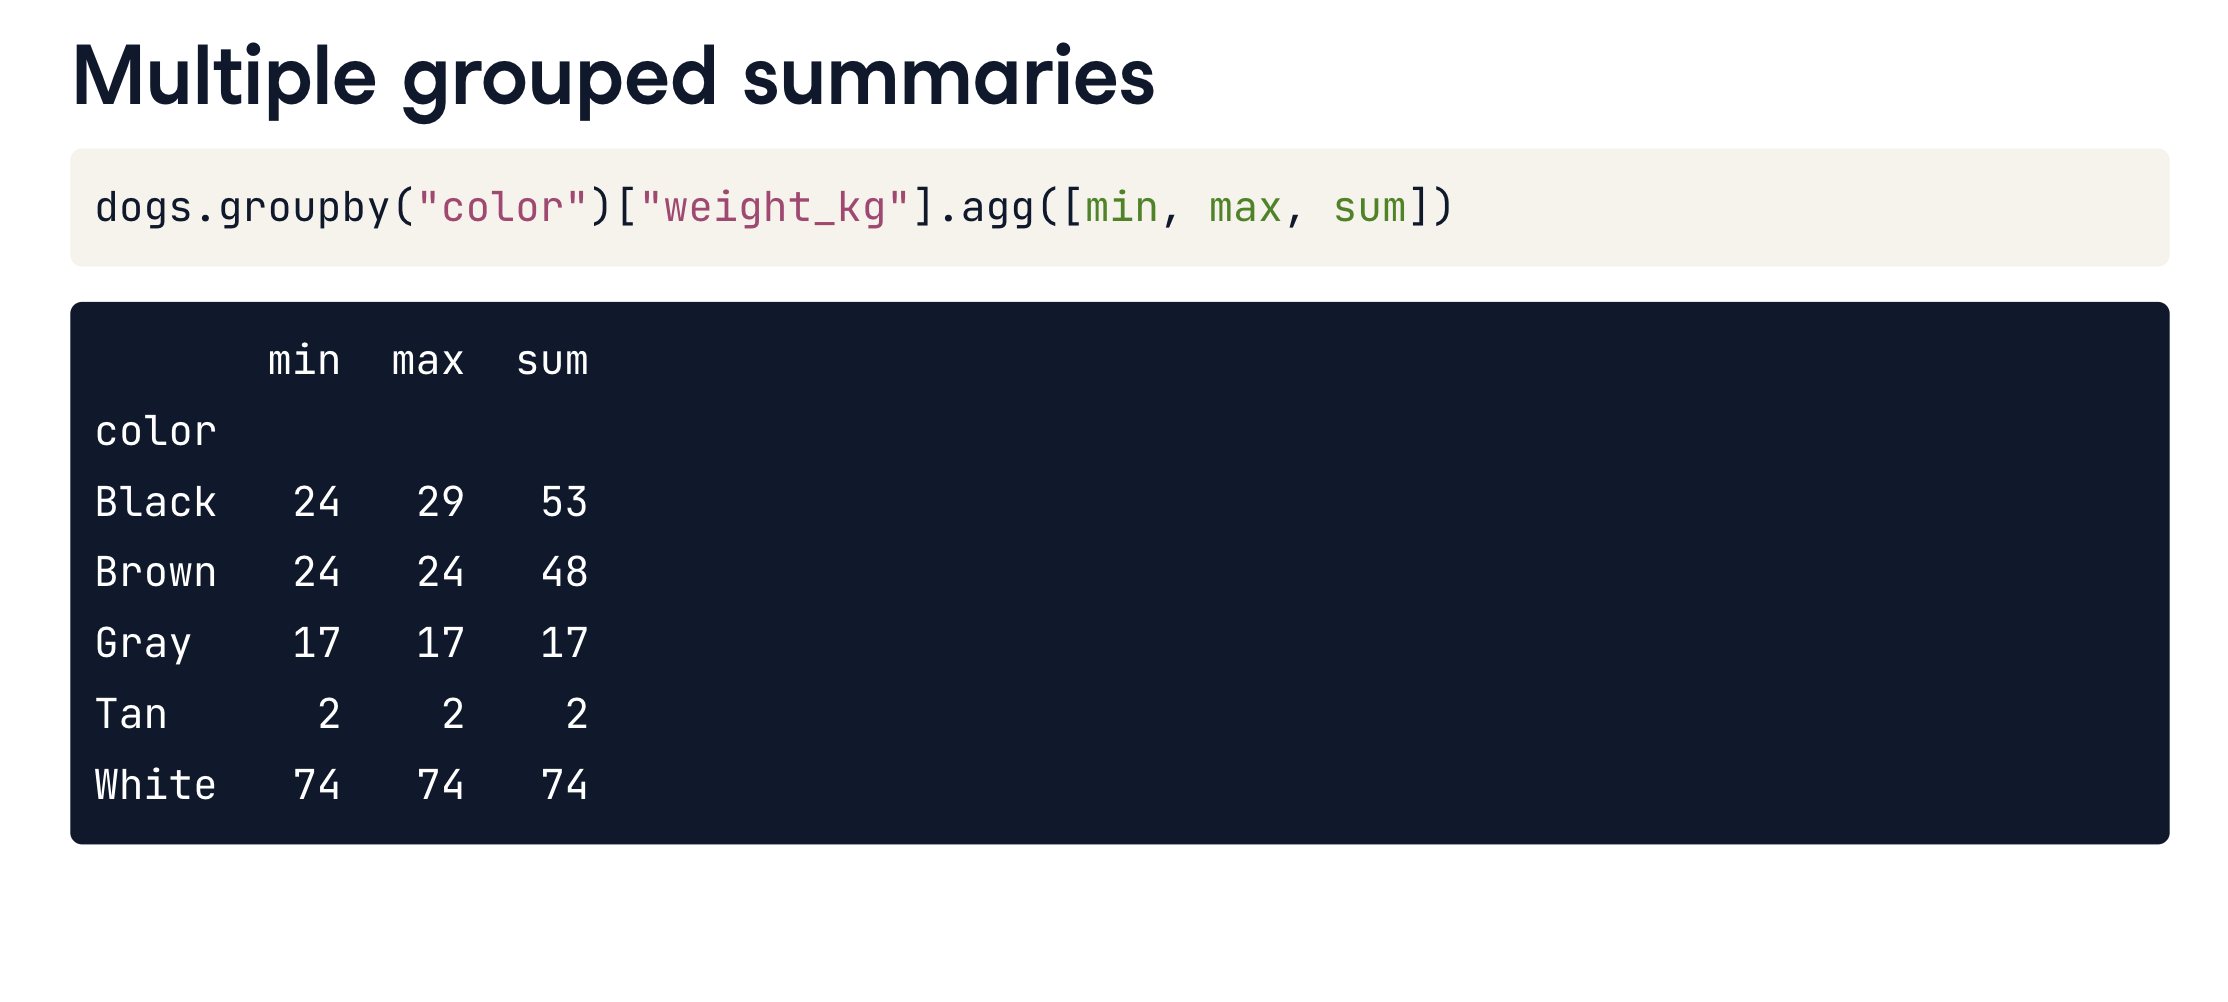 Multiple grouped summaries
dogs.groupby("color")["weight_kg"].agg([min, max, sum])
       min  max  sum
color
Black   24   29   53
Brown   24   24   48
Gray    17   17   17
Tan      2    2    2
White   74   74   74